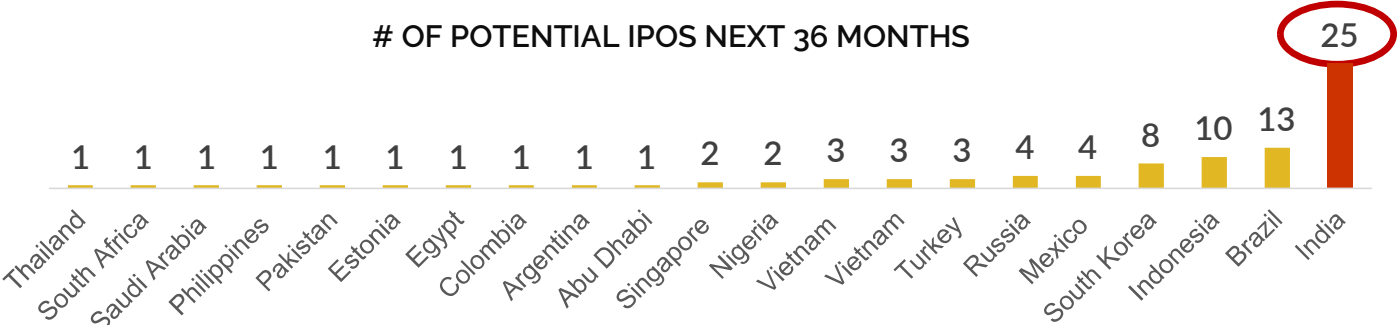 # OF POTENTIAL IPOS NEXT 36 MONTHS
1 1 1 1 1 1 1 1 1 1 2 2 3 3 3 4 4 8 10 13 25
Thailand South Africa Saudi Arabia Philippines Pakistan Estonia Egypt Colombia Argentina Abu Dhabi Singapore Nigeria Vietnam Vietnam Turkey Russia Mexico South Korea Indonesia Brazil India